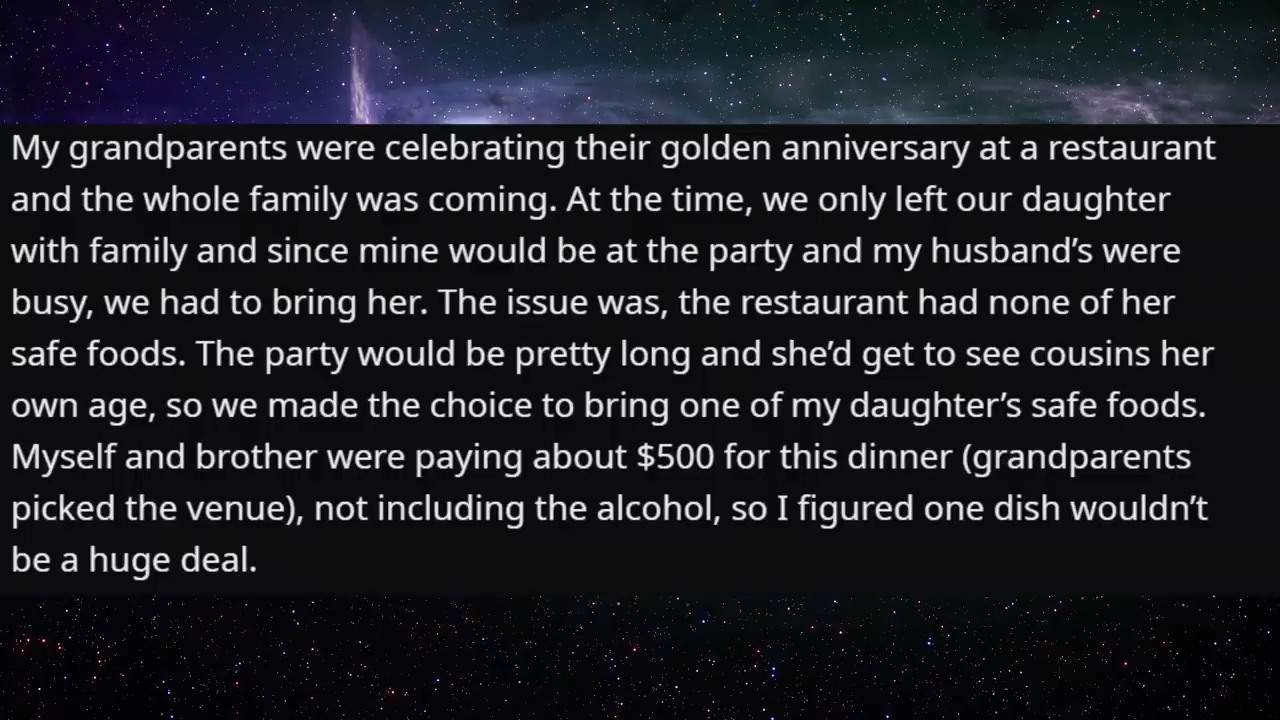 My grandparents were celebrating their golden anniversary at a restaurant
and the whole family was coming. At the time, we only left our daughter
with family and since mine would be at the party and my husband’s were
busy, we had to bring her. The issue was, the restaurant had none of her
safe foods. The party would be pretty long and she’d get to see cousins her
own age, so we made the choice to bring one of my daughter’s safe foods.
Myself and brother were paying about $500 for this dinner (grandparents
picked the venue), not including the alcohol, so I figured one dish wouldn’t
be a huge deal.